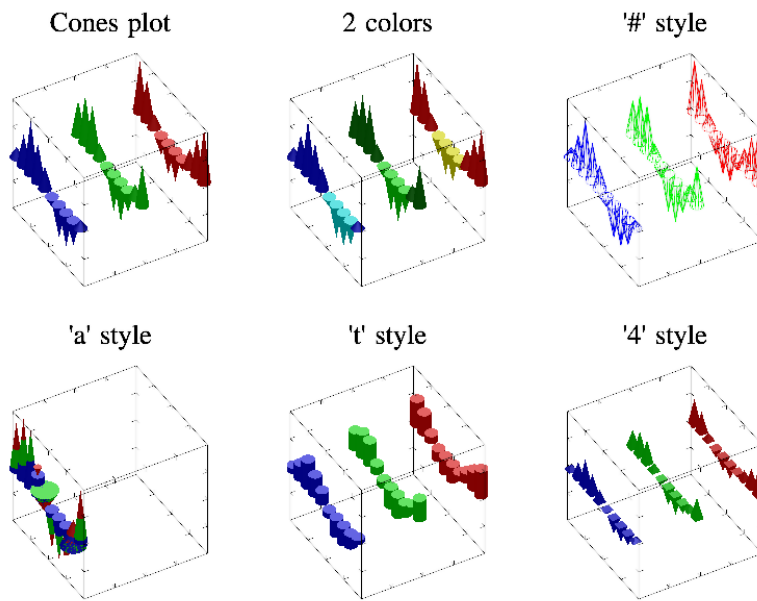 Cones plot
2 colors
'#' style
'a' style
't' style
'4' style